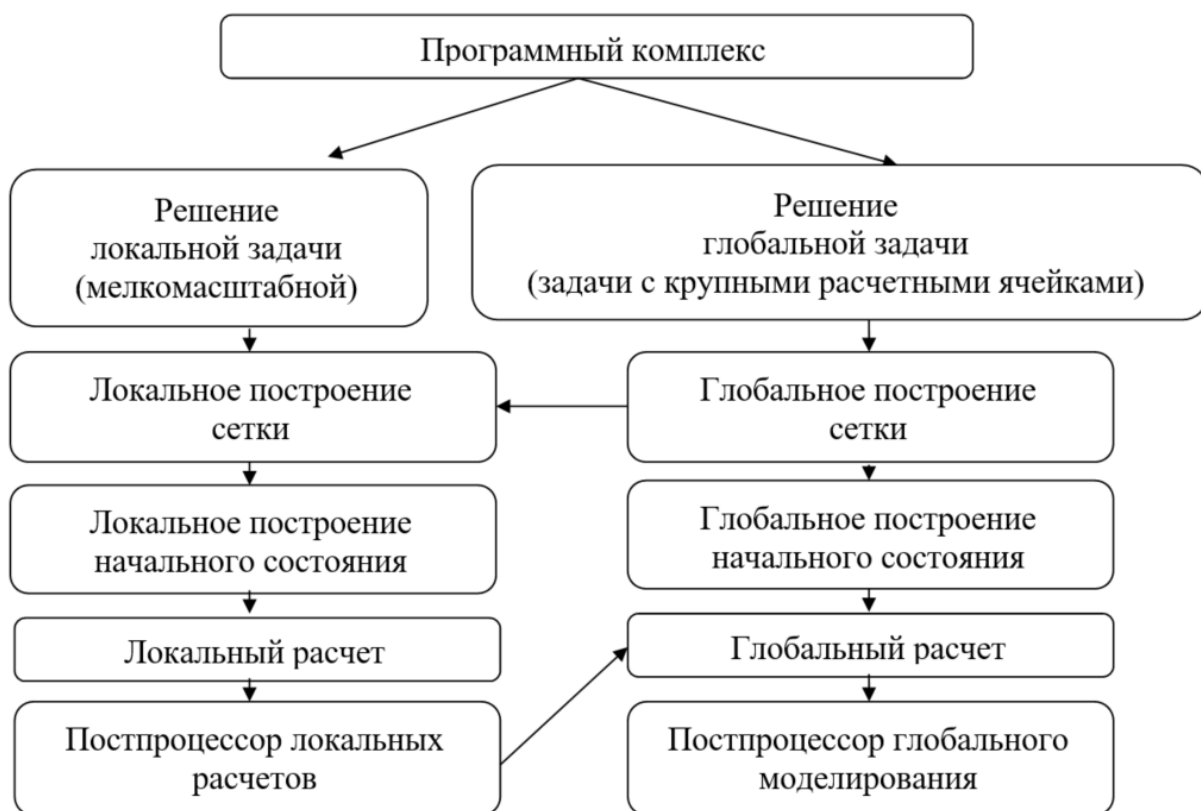 Программный комплекс
Решение
локальной задачи
(мелкомасштабной)
Решение
глобальной задачи
(задачи с крупными расчетными ячейками)
Локальное построение
сетки
Глобальное построение
сетки
Локальное построение
начального состояния
Глобальное построение
начального состояния
Локальный расчет
Глобальный расчет
Постпроцессор локальных
расчетов
Постпроцессор глобального
моделирования